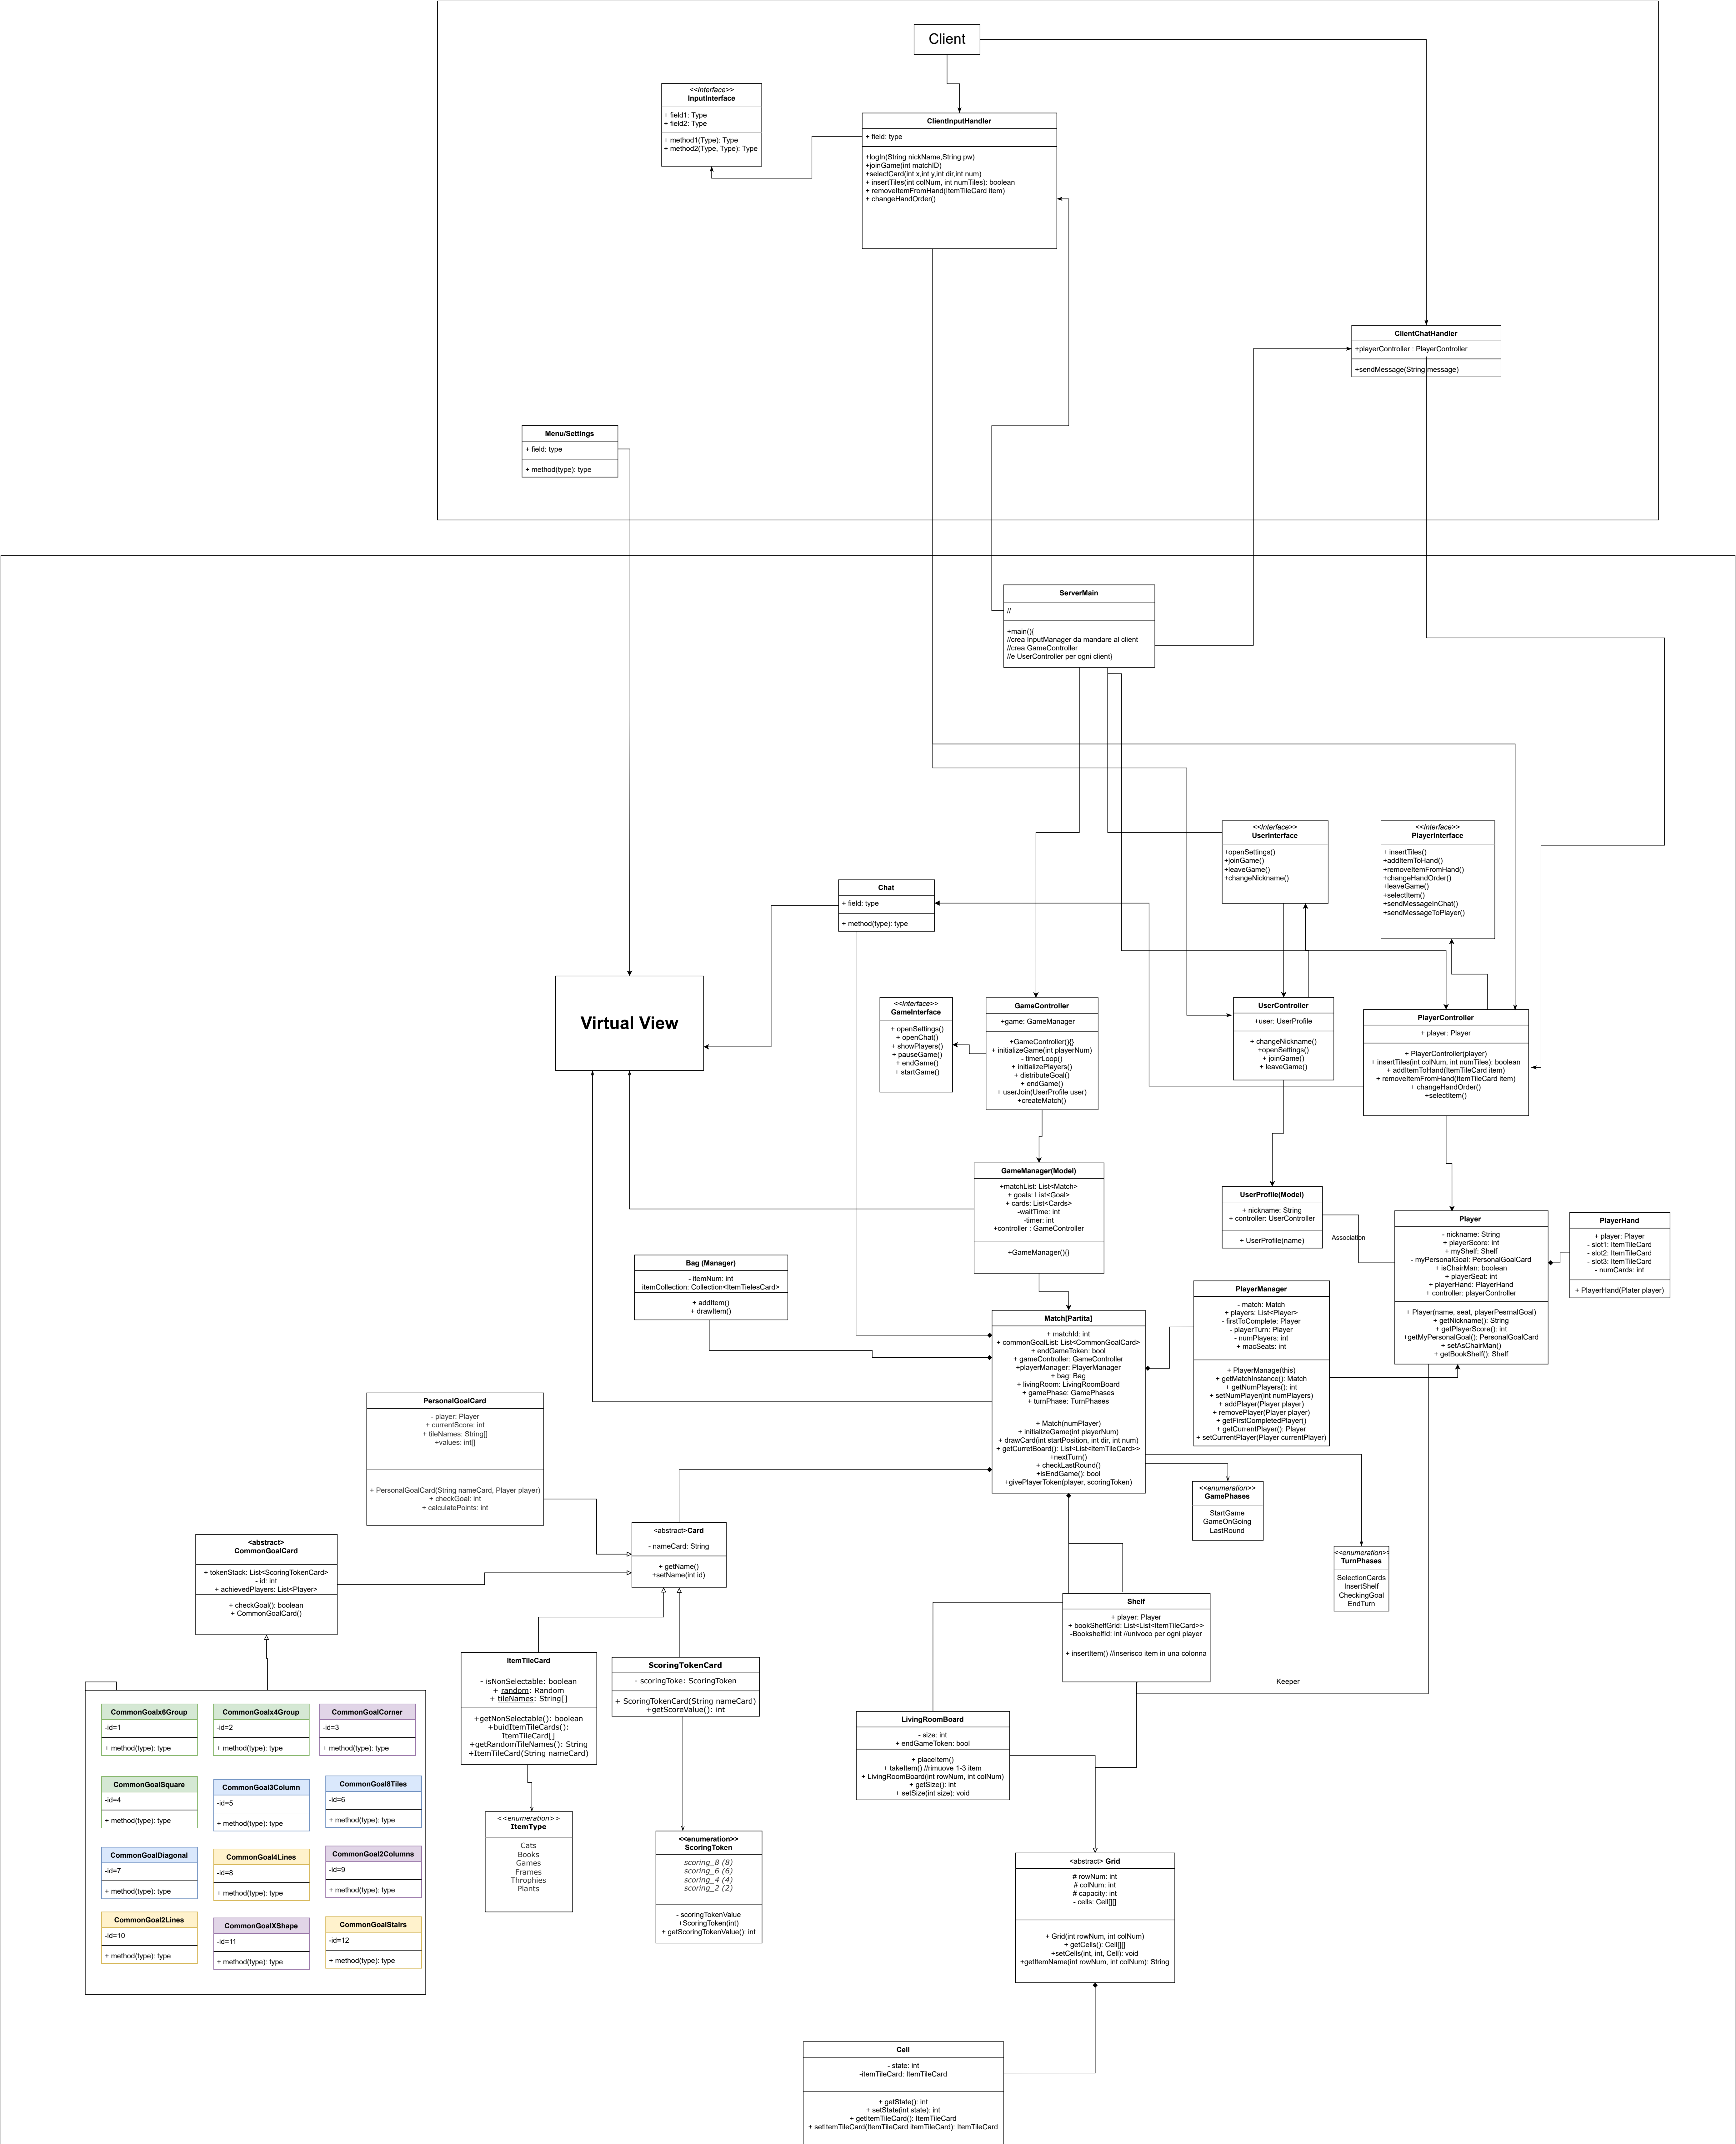 Client
<<Interface>>
InputInterface
+ field1: Type
+ field2: Type
+ method1(Type): Type
+ method2(Type, Type): Type
ClientInputHandler
+ field: type
+logIn(String nickName,String pw)
+joinGame(int matchID)
+selectCard(int x,int y,int dir,int num)
+ insertTiles(int colNum, int numTiles): boolean
+ removeItemFromHand(ItemTileCard item)
+ changeHandOrder()
ClientChatHandler
+playerController : PlayerController
+sendMessage(String message)
Menu/Settings
+ field: type
+ method(type): type
ServerMain
//
+main(){
//crea InputManager da mandare al client
//crea GameController
//e UserController per ogni client}
<<Interface>>
UserInterface
+openSettings()
+joinGame()
+leaveGame()
+changeNickname()
<<Interface>>
PlayerInterface
+ insertTiles()
+addItemToHand()
+removeItemFromHand()
+changeHandOrder()
+leaveGame()
+selectItem()
+sendMessageInChat()
+sendMessageToPlayer()
Chat
+ field: type
+ method(type): type
Virtual View
<<Interface>>
GameInterface
+ openSettings()
+ openChat()
+ showPlayers()
+ pauseGame()
+ endGame()
+ startGame()
GameController
+game: GameManager
+GameController(){}
+ initializeGame(int playerNum)
- timerLoop()
+ initializePlayers()
+ distributeGoal()
+ endGame()
+ userJoin(UserProfile user)
+createMatch()
UserController
+user: UserProfile
+ changeNickname()
+openSettings()
+ joinGame()
+ leaveGame()
PlayerController
+ player: Player
+ PlayerController(player)
+ insertTiles(int colNum, int numTiles): boolean
+ addItemToHand(ItemTileCard item)
+ removeItemFromHand(ItemTileCard item)
+ changeHandOrder()
+selectItem()
GameManager(Model)
+matchList: List<Match>
+ goals: List<Goal>
+ cards: List<Cards>
-waitTime: int
-timer: int
+controller : GameController
+GameManager(){}
UserProfile(Model)
+ nickname: String
+ controller: UserController
+ UserProfile(name)
Association
Player
- nickname: String
+ playerScore: int
+ myShelf: Shelf
- myPersonalGoal: PersonalGoalCard
+ isChairMan: boolean
+ playerSeat: int
+ playerHand: PlayerHand
+ controller: playerController
+ Player(name, seat, playerPesrnalGoal)
+ getNickname(): String
+ getPlayerScore(): int
+getMyPersonalGoal(): PersonalGoalCard
+ setAsChairMan()
+ getBookShelf(): Shelf
PlayerHand
+ player: Player
- slot1: ItemTileCard
- slot2: ItemTileCard
- slot3: ItemTileCard
- numCards: int
+ PlayerHand(Plater player)
Bag (Manager)
- itemNum: int
itemCollection: Collection<ItemTielesCard>
+ addItem()
+ drawItem()
PlayerManager
- match: Match
+ players: List<Player>
- firstToComplete: Player
- playerTurn: Player
- numPlayers: int
+ macSeats: int
+ PlayerManage(this)
+ getMatchInstance(): Match
+ getNumPlayers(): int
+ setNumPlayer(int numPlayers)
+ addPlayer(Player player)
+ removePlayer(Player player)
+ getFirstCompletedPlayer()
+ getCurrentPlayer(): Player
+ setCurrentPlayer(Player currentPlayer)
Match[Partita]
+ matchId: int
+ commonGoalList: List<CommonGoalCard>
+ endGameToken: bool
+ gameController: GameController
+playerManager: PlayerManager
+ bag: Bag
+ livingRoom: LivingRoomBoard
+ gamePhase: GamePhases
+ turnPhase: TurnPhases
+ Match(numPlayer)
+ initializeGame(int playerNum)
+ drawCard(int startPosition, int dir, int num)
+ getCurretBoard(): List<List<ItemTileCard>>
+nextTurn()
+ checkLastRound()
+isEndGame(): bool
+givePlayerToken(player, scoringToken)
PersonalGoalCard
- player: Player
+ currentScore: int
+ tileNames: String[]
+values: int[]
+ PersonalGoalCard(String nameCard, Player player)
+ checkGoal: int
+ calculatePoints: int
<<enumeration>>
GamePhases
StartGame
GameOnGoing
LastRound
<<enumeration>>
TurnPhases
SelectionCards
InsertShelf
CheckingGoal
EndTurn
<abstract>Card
- nameCard: String
+ getName()
+setName(int id)
<abstract>
CommonGoalCard
+ tokenStack: List<ScoringTokenCard>
- id: int
+ achievedPlayers: List<Player>
+ checkGoal(): boolean
+ CommonGoalCard()
Shelf
+ player: Player
+ bookShelfGrid: List<List<ItemTileCard>>
-BookshelfId: int //univoco per ogni player
+ insertItem() //inserisco item in una colonna
Keeper
ItemTileCard
- isNonSelectable: boolean
+ random: Random
+ tileNames: String[]
+getNonSelectable(): boolean
+buidItemTileCards():
ItemTileCard[]
+getRandomTileNames(): String
+ItemTileCard(String nameCard)
ScoringTokenCard
- scoringToke: ScoringToken
+ ScoringTokenCard(String nameCard)
+getScoreValue(): int
CommonGoalx6Group
-id=1
+ method(type): type
CommonGoalx4Group
-id=2
+ method(type): type
CommonGoalCorner
-id=3
+ method(type): type
CommonGoalSquare
-id=4
+ method(type): type
CommonGoal3Column
-id=5
+ method(type): type
CommonGoal8Tiles
-id=6
+ method(type): type
CommonGoalDiagonal
-id=7
+ method(type): type
CommonGoal4Lines
-id=8
+ method(type): type
CommonGoal2Columns
-id=9
+ method(type): type
CommonGoal2Lines
-id=10
+ method(type): type
CommonGoalXShape
-id=11
+ method(type): type
CommonGoalStairs
-id=12
+ method(type): type
LivingRoomBoard
- size: int
+ endGameToken: bool
+ placeItem()
+ takeItem() //rimuove 1-3 item
+ LivingRoomBoard(int rowNum, int colNum)
+ getSize(): int
+ setSize(int size): void
<<enumeration>>
ItemType
Cats
Books
Games
Frames
Throphies
Plants
<<enumeration>>
ScoringToken
scoring_8 (8)
scoring_6 (6)
scoring_4 (4)
scoring_2 (2)
- scoringTokenValue
+ScoringToken(int)
+ getScoringTokenValue(): int
<abstract> Grid
# rowNum: int
# colNum: int
# capacity: int
- cells: Cell[][]
+ Grid(int rowNum, int colNum)
+ getCells(): Cell[][]
+setCells(int, int, Cell): void
+getItemName(int rowNum, int colNum): String
Cell
- state: int
-itemTileCard: ItemTileCard
+ getState(): int
+ setState(int state): int
+ getItemTileCard(): ItemTileCard
+ setItemTileCard(ItemTileCard itemTileCard): ItemTileCard